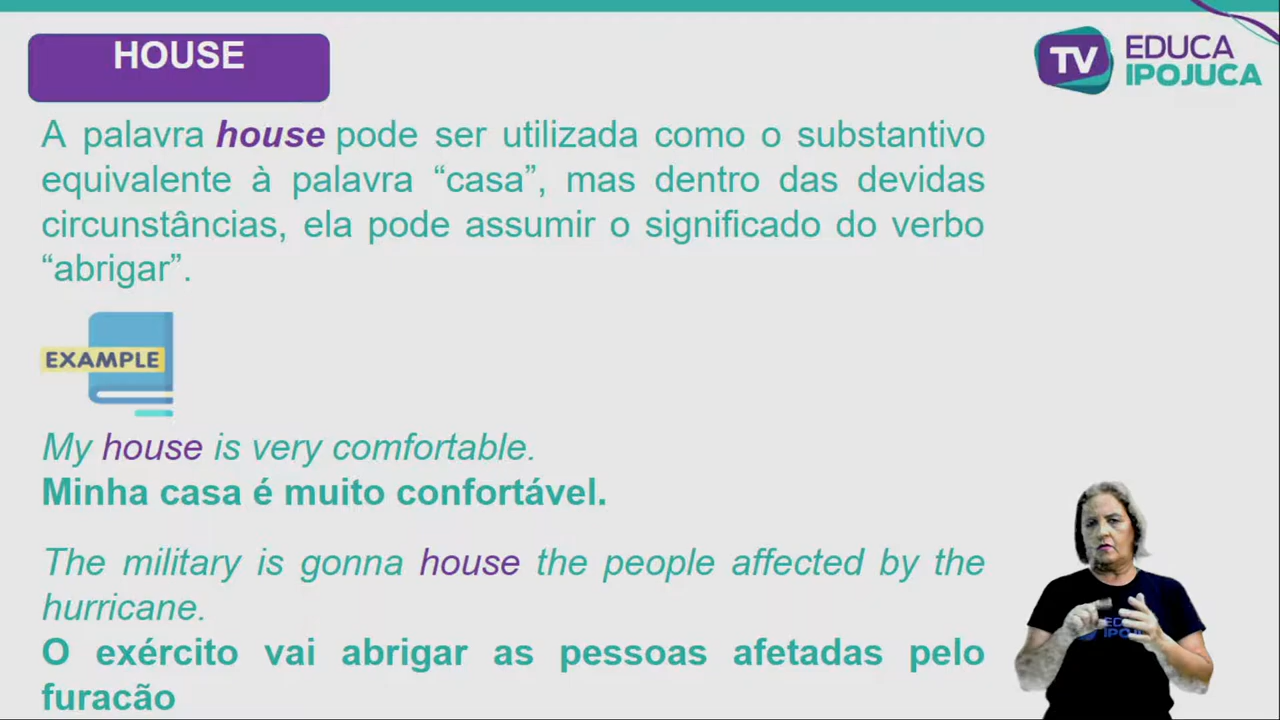 HOUSE
TV EDUCA
IPOJUCA
A palavra house pode ser utilizada como o substantivo
equivalente à palavra “casa”, mas dentro das devidas
circunstâncias, ela pode assumir o significado do verbo
“abrigar”.
EXAMPLE
My house is very comfortable.
Minha casa é muito confortável.
The military is gonna house the people affected by the
hurricane.
O exército vai abrigar as pessoas afetadas pelo
furacão